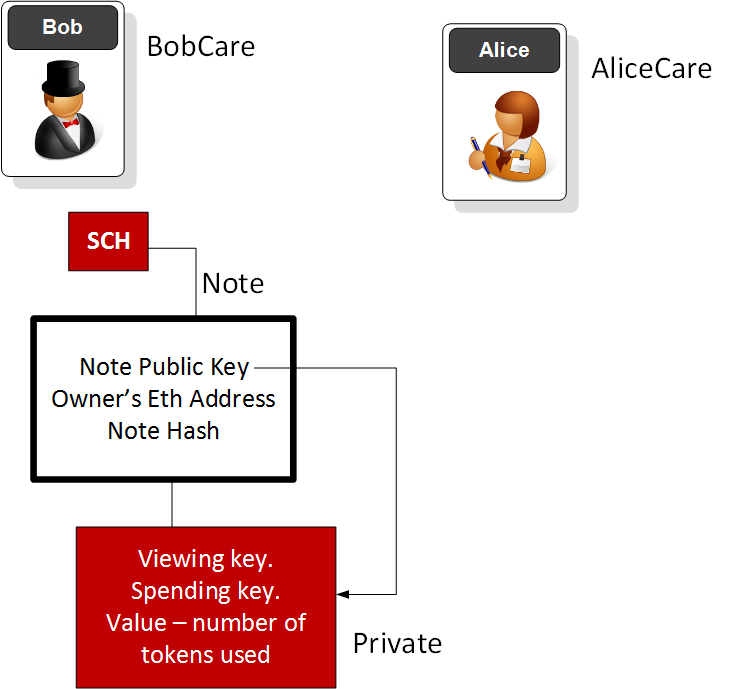 Bob
BobCare
Alice
AliceCare
SCH
Note
Note Public Key
Owner’s Eth Address
Note Hash
Viewing key.
Spending key.
Value – number of
tokens used
Private